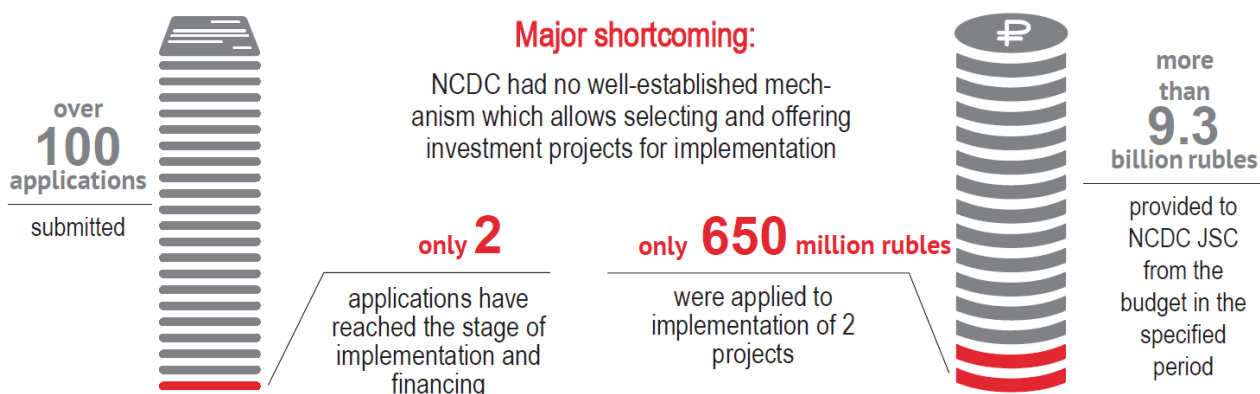 Major shortcoming:
NCDC had no well-established mech-
anism which allows selecting and offering
investment projects for implementation
over
100
applications
submitted
only 2
applications have
reached the stage of
implementation and
financing
only 650 million rubles
were applied to
implementation of 2
projects
₽
more
than
9.3
billion rubles
provided to
NCDC JSC
from the
budget in the
specified
period